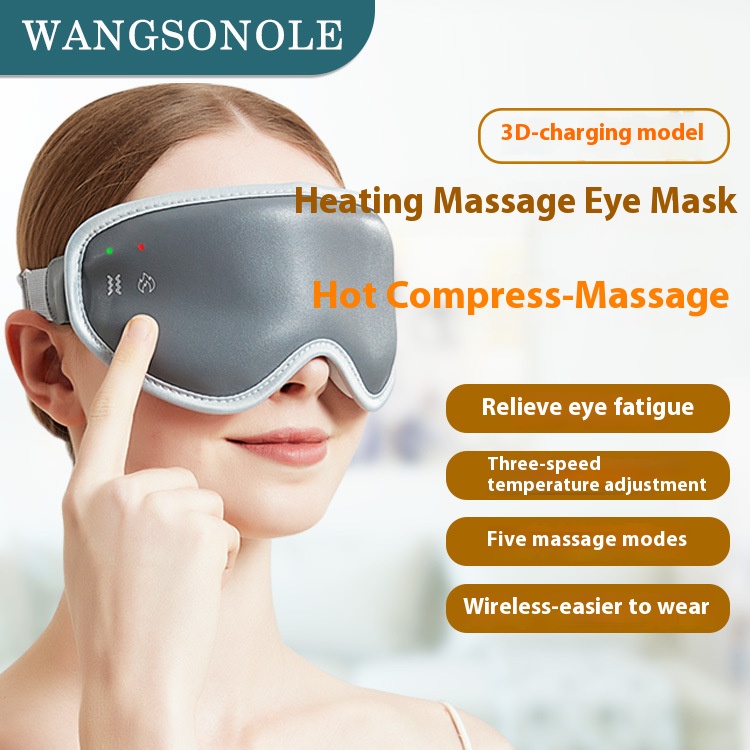 WANGSONOLE
3D-charging model
Heating Massage Eye Mask
Hot Compress-Massage
Relieve eye fatigue
Three-speed
temperature adjustment
Five massage modes
Wireless-easier to wear